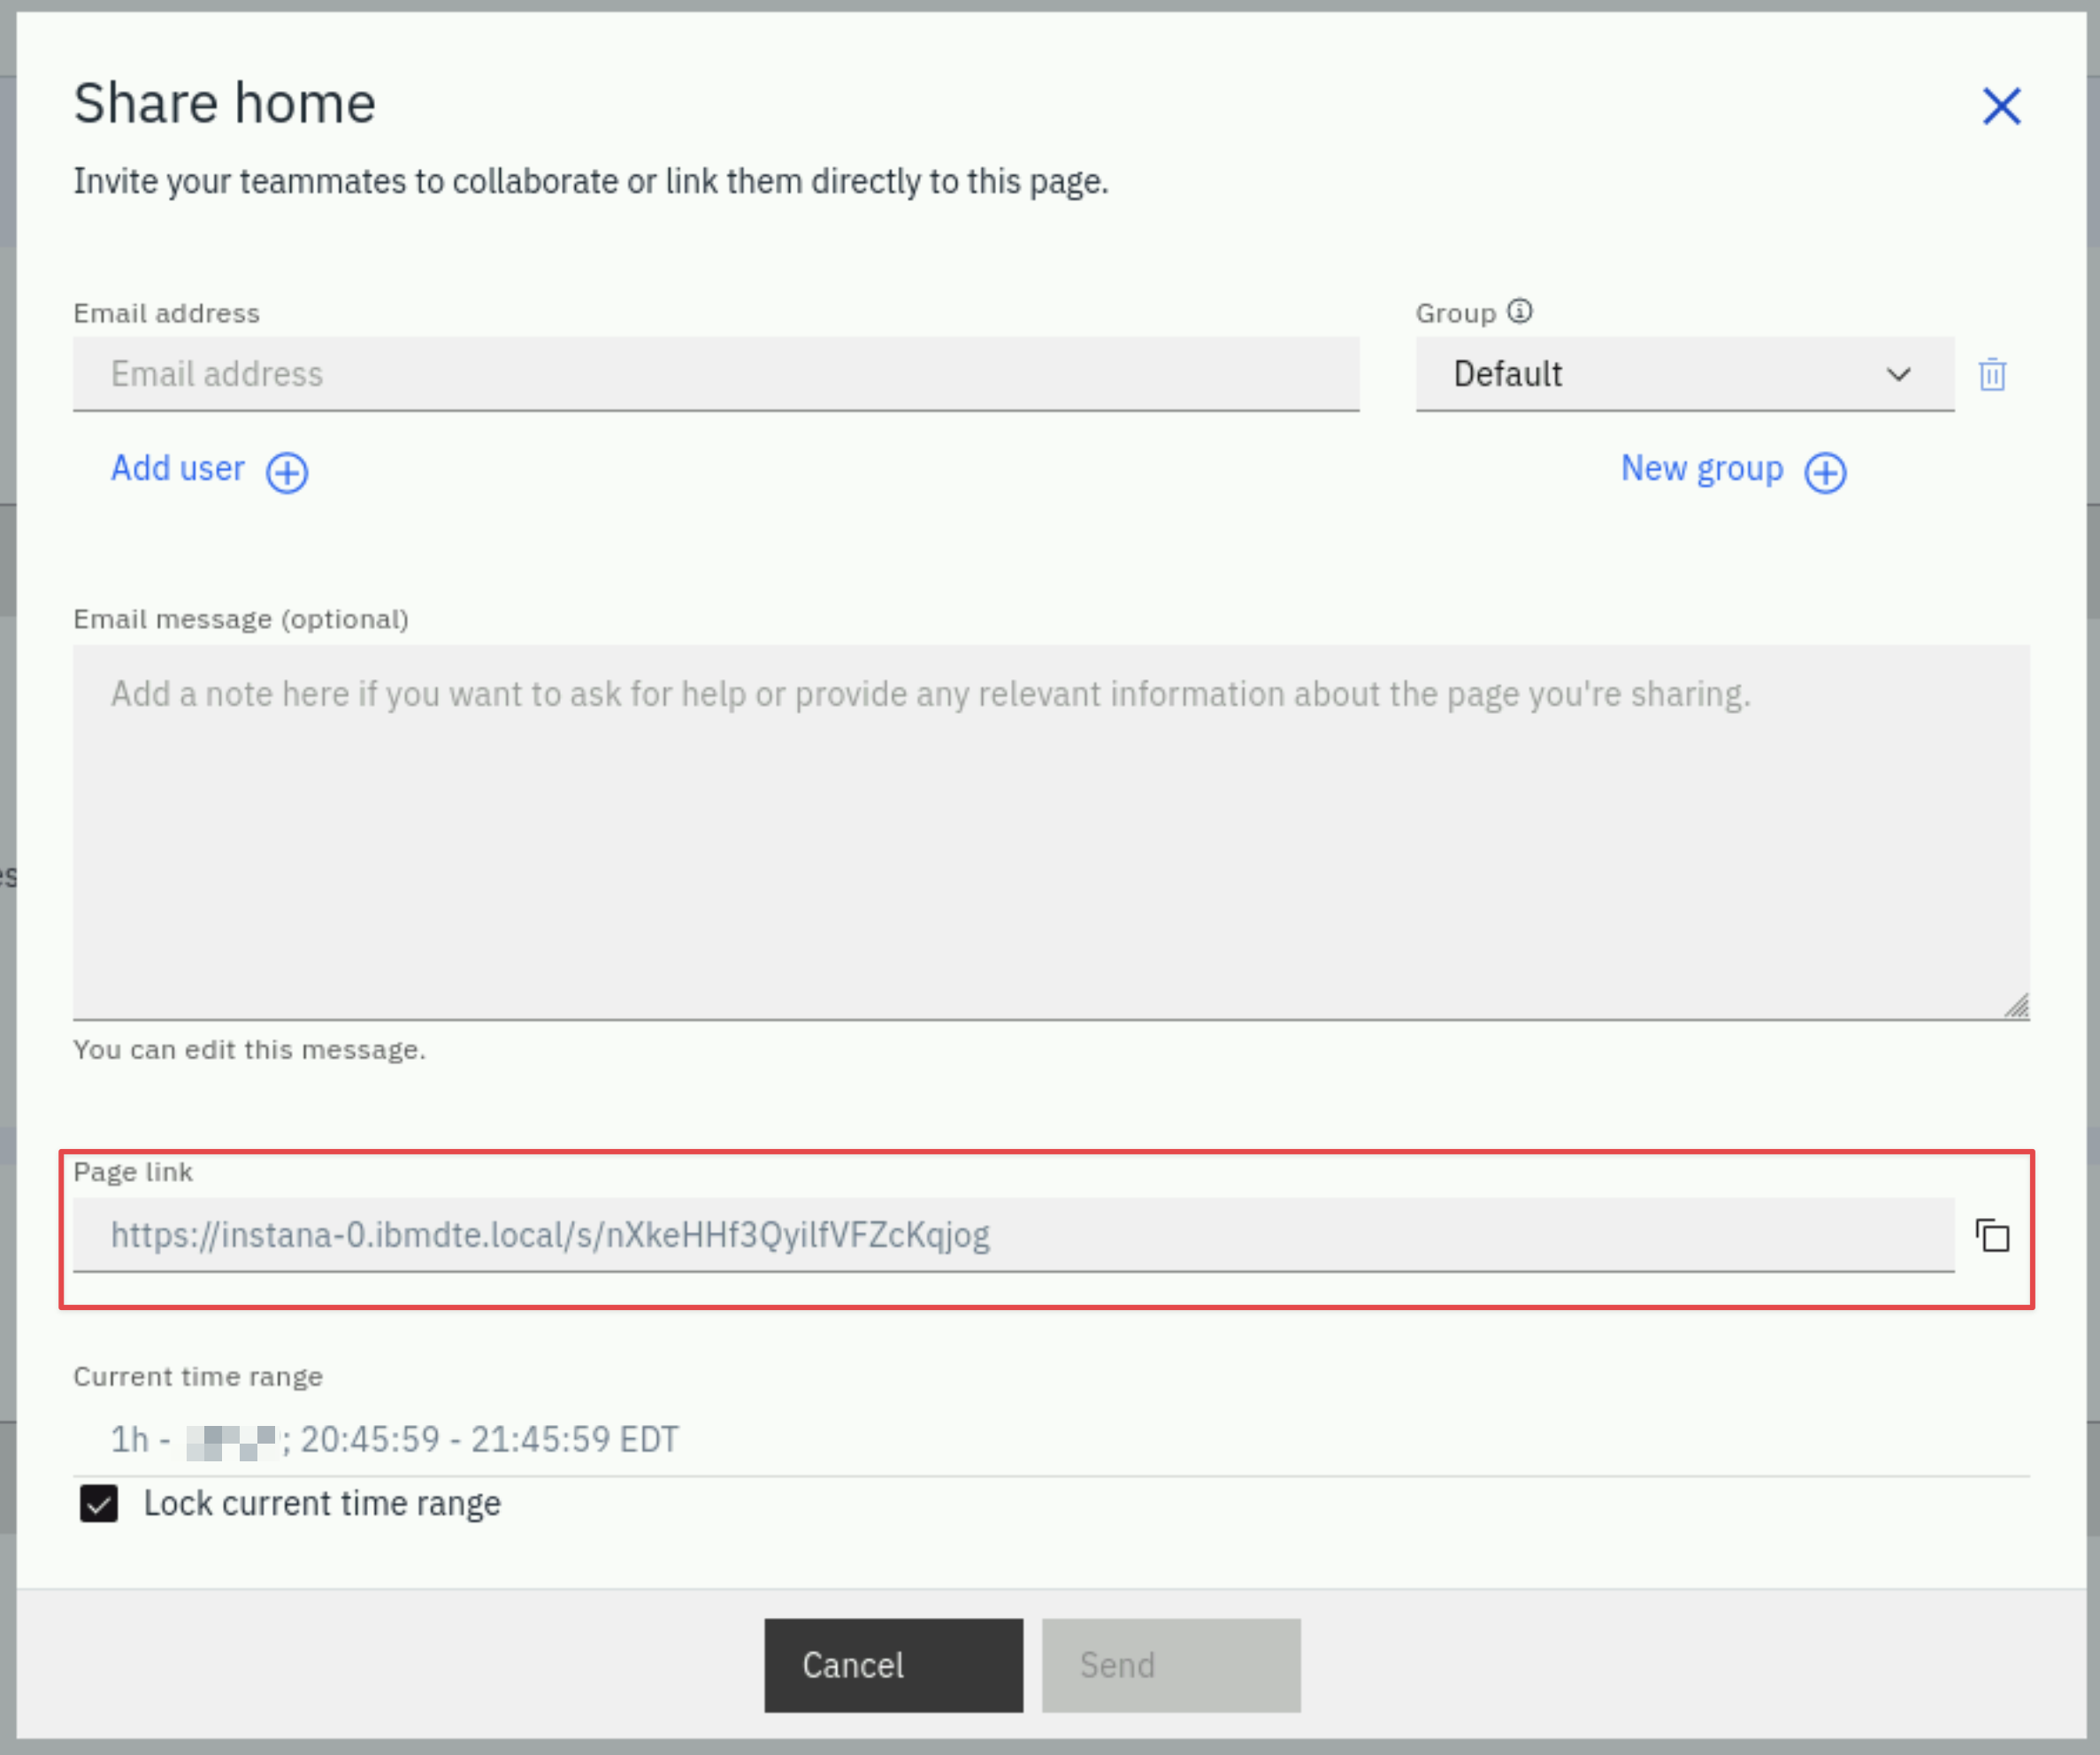 Share home
Invite your teammates to collaborate or link them directly to this page.
Email address
Group
Email address
Default
Add user
New group
Email message (optional)
Add a note here if you want to ask for help or provide any relevant information about the page you're sharing.
es
You can edit this message.
Page link
https://instana-0.ibmdte.local/s/nXkeHHf3QyilfVFZcKqjog
Current time range
1h - ; 20:45:59 - 21:45:59 EDT
Lock current time range
Cancel
Send